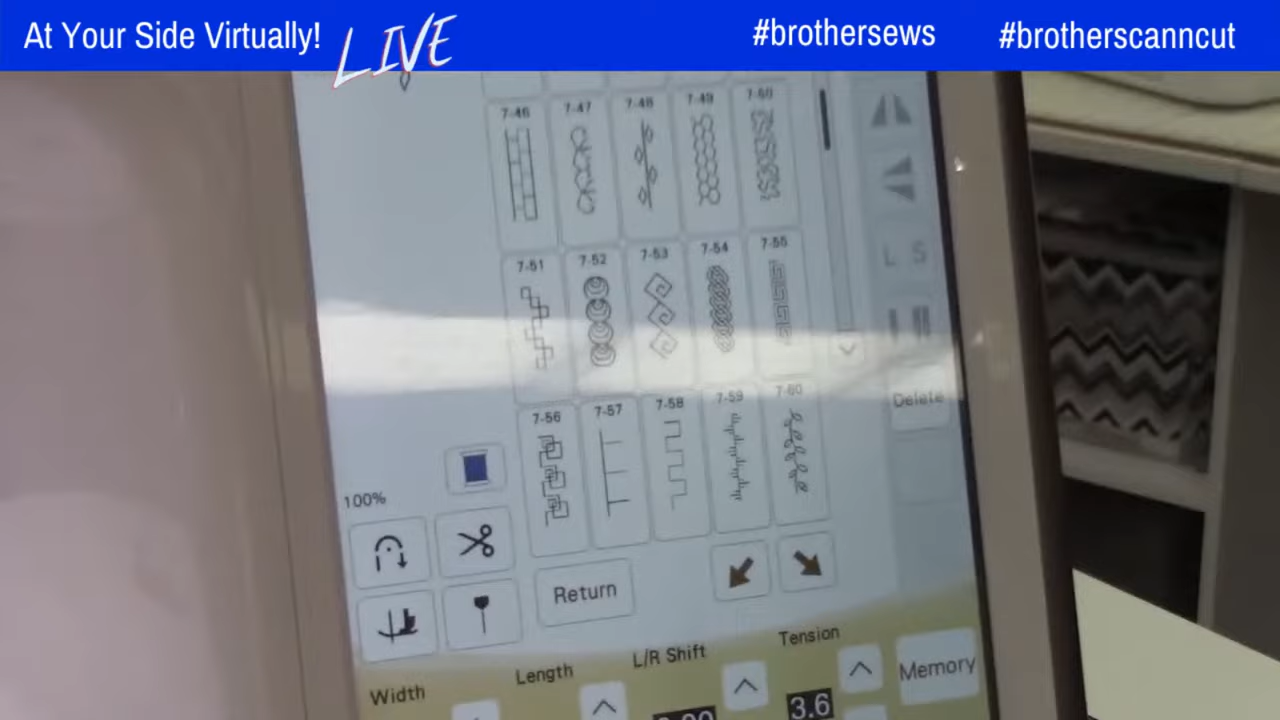 At Your Side Virtually!
LIVE
#brothersews
#brotherscanncut
7-46 7-47 7-48 7-49 7-50
7-51 7-52 7-53 7-54 7-55
L S
Delete
7-56 7-57 7-58 7-59 7-60
100%
Return
Width
Length
L/R Shift
Tension
Memory
3.6